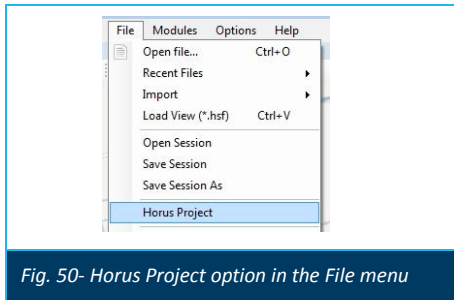 File Modules Options Help
Open file... Ctrl+O
Recent Files
Import
Load View (*.hsf) Ctrl+V
Open Session
Save Session
Save Session As
Horus Project
Fig. 50- Horus Project option in the File menu